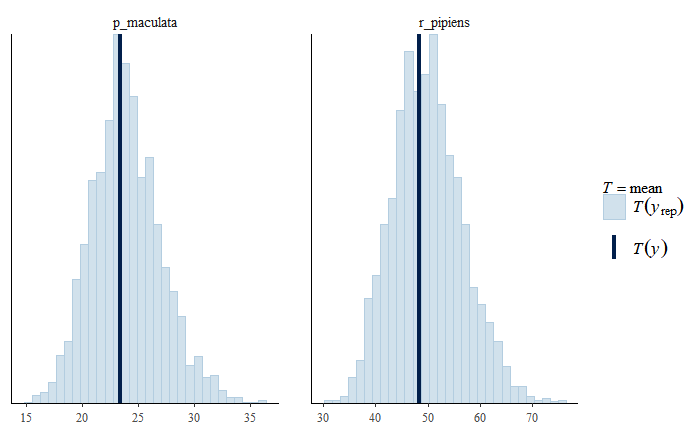 p_maculata
r_pipiens
T = mean
T(y_rep)
T(y)
15 20 25 30 35
30 40 50 60 70